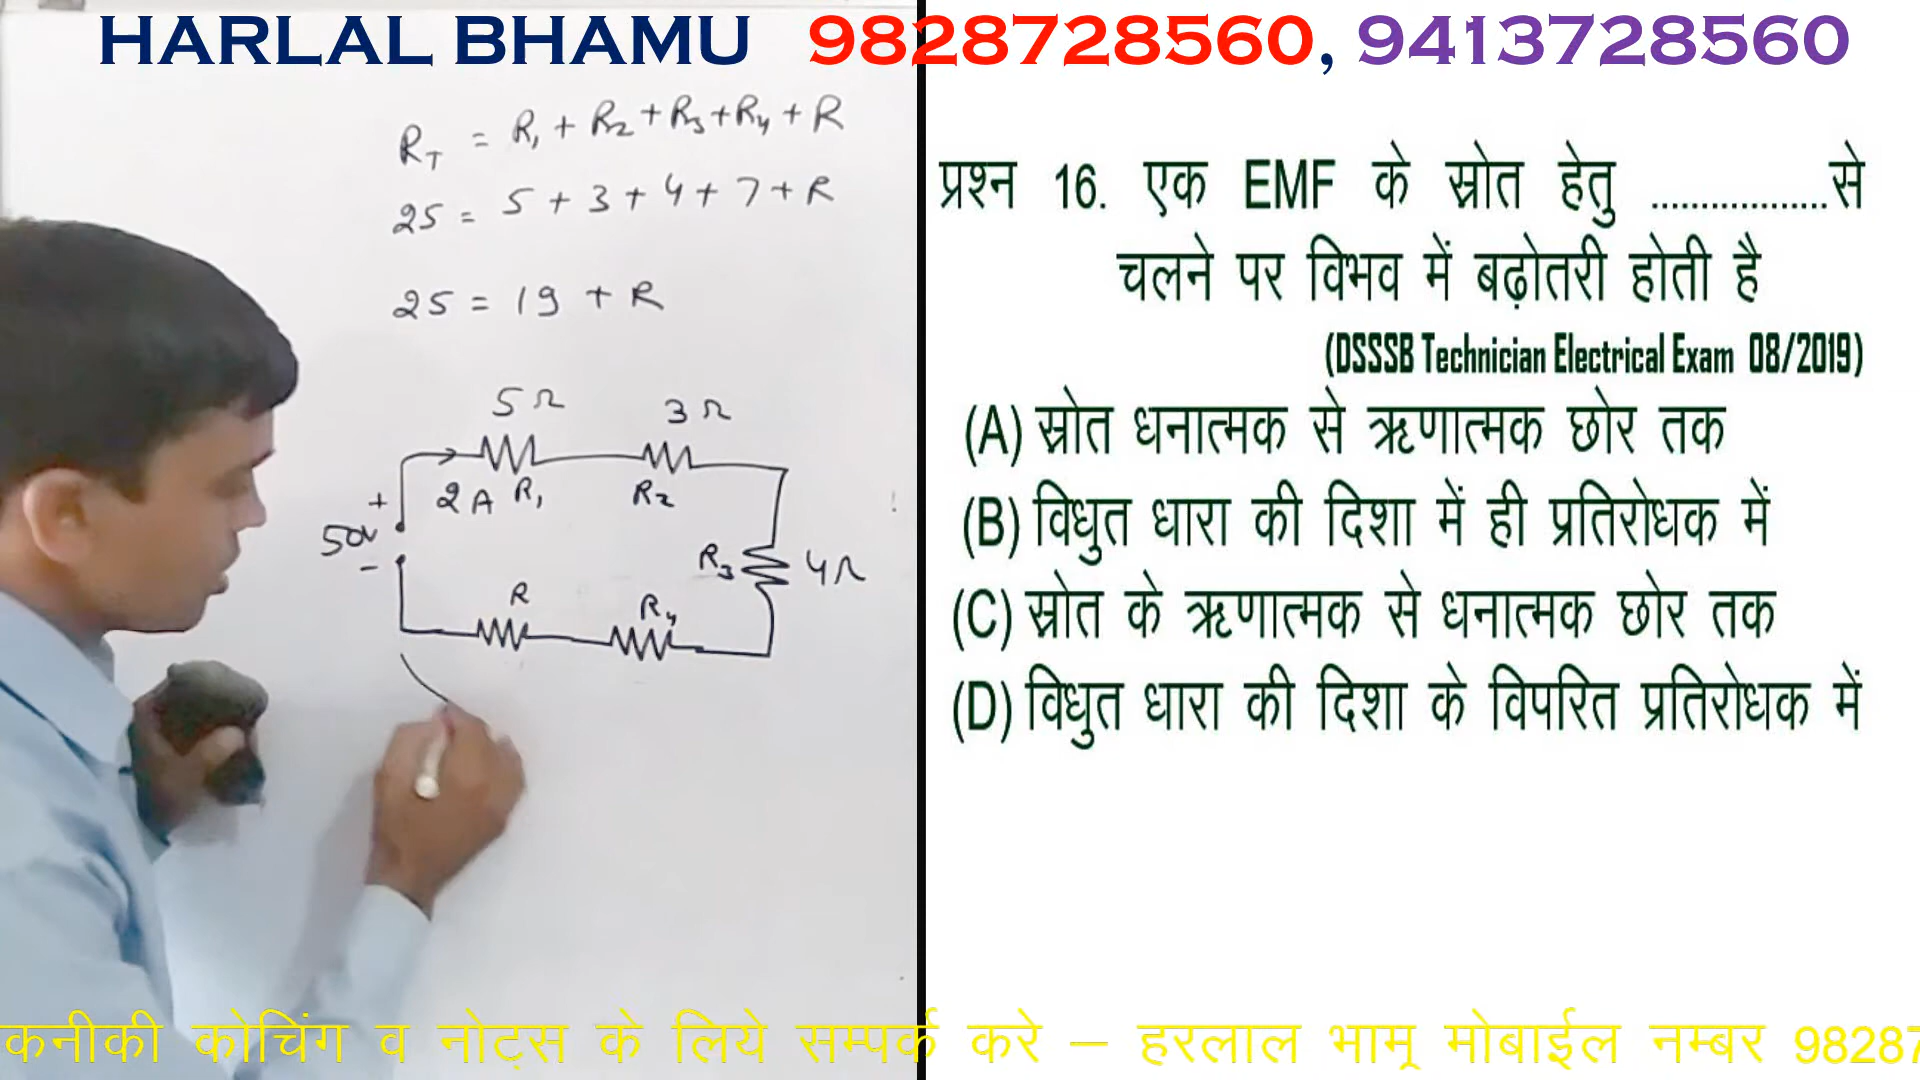 HARLAL BHAMU 9828728560, 9413728560
R_T = R₁ + R₂ + R₃ + R₄ + R
25 = 5 + 3 + 4 + 7 + R
25 = 19 + R
5Ω 3Ω
+ 2A R₁ R₂
50V
R₃ 4Ω
-
R R₄
प्रश्न 16. एक EMF के स्रोत हेतु ..................से
चलने पर विभव में बढ़ोतरी होती है
(DSSSB Technician Electrical Exam 08/2019)
(A) स्रोत धनात्मक से ऋणात्मक छोर तक
(B) विधुत धारा की दिशा में ही प्रतिरोधक में
(C) स्रोत के ऋणात्मक से धनात्मक छोर तक
(D) विधुत धारा की दिशा के विपरित प्रतिरोधक में
कनीकी कोचिंग व नोट्स के लिये सम्पर्क करे – हरलाल भामू मोबाईल नम्बर 98287